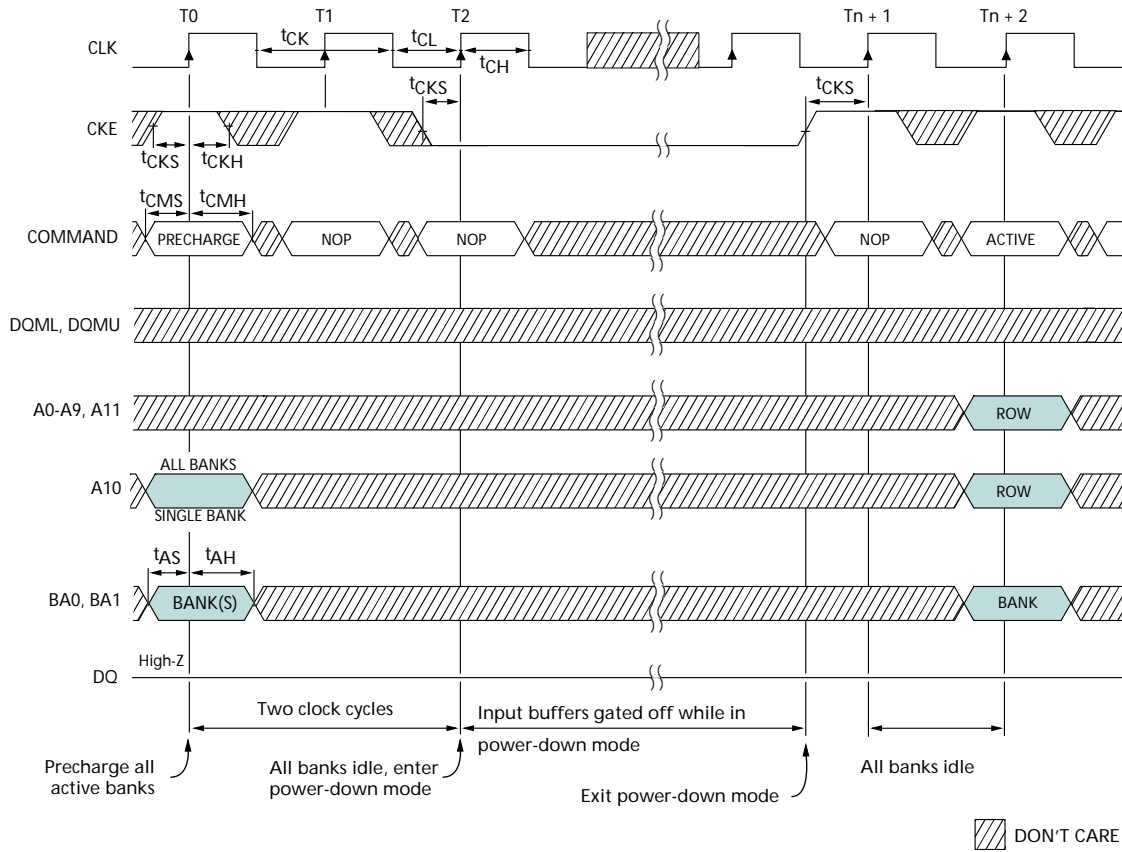 T0 T1 T2 Tn + 1 Tn + 2
CLK
tCK
tCL
tCH
tCKS
tCKS
CKE
tCKS
tCKH
tCMS
tCMH
COMMAND
PRECHARGE
NOP
NOP
NOP
ACTIVE
DQML, DQMU
A0-A9, A11
ROW
ALL BANKS
A10
ROW
SINGLE BANK
tAS
tAH
BA0, BA1
BANK(S)
BANK
High-Z
DQ
Two clock cycles
Input buffers gated off while in
power-down mode
Precharge all
active banks
All banks idle, enter
power-down mode
Exit power-down mode
All banks idle
DON'T CARE